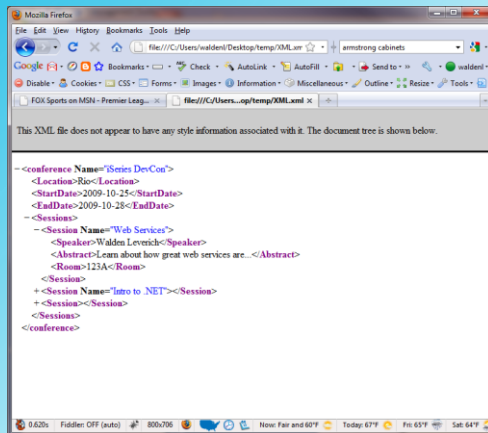 Mozilla Firefox
File Edit View History Bookmarks Tools Help
file:///C:/Users/waldenl/Desktop/temp/XML.xm
armstrong cabinets
Google Bookmarks Check AutoLink AutoFill Send to waldenl
Disable Cookies CSS Forms Images Information Miscellaneous Outline Resize Tools
FOX Sports on MSN - Premier Leag...
file:///C:/Users...op/temp/XML.xml
This XML file does not appear to have any style information associated with it. The document tree is shown below.
−<conference Name="iSeries DevCon">
<Location>Rio</Location>
<StartDate>2009-10-25</StartDate>
<EndDate>2009-10-28</EndDate>
−<Sessions>
−<Session Name="Web Services">
<Speaker>Walden Leverich</Speaker>
<Abstract>Learn about how great web services are...</Abstract>
<Room>123A</Room>
</Session>
+<Session Name="Intro to .NET"></Session>
+<Session></Session>
</Sessions>
</conference>
0.620s Fiddler: OFF (auto) 800x706 Now: Fair and 60°F Today: 67°F Fri: 65°F Sat: 64°F